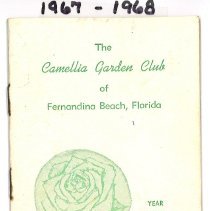 1967 - 1968
The
Camellia Garden Club
of
Fernandina Beach, Florida
YEAR